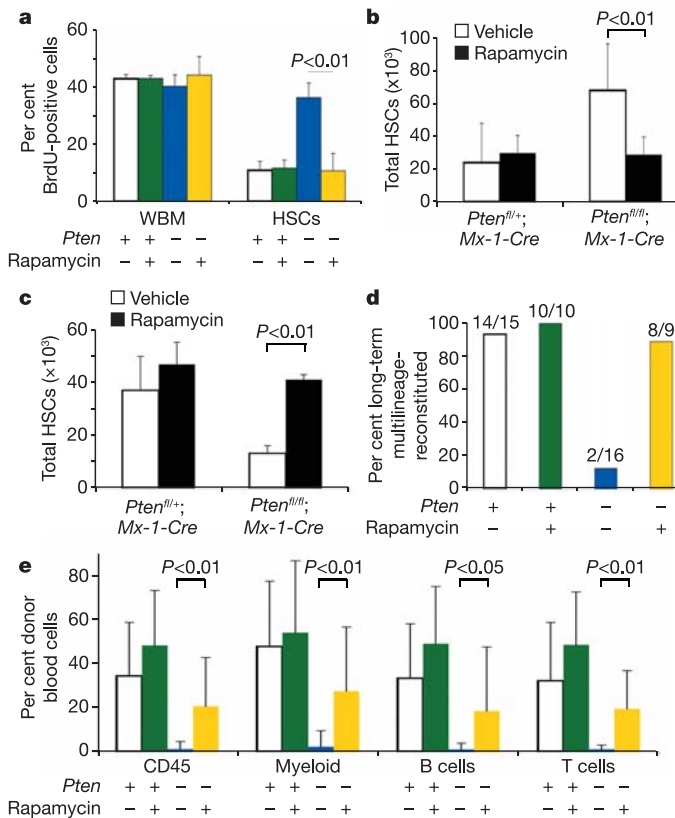 a
Per cent
BrdU-positive cells
60
40
20
0
P<0.01
WBM HSCs
Pten + + – – + + – –
Rapamycin – + – + – + – +
b
Vehicle
Rapamycin
P<0.01
Total HSCs (×10³)
100
80
60
40
20
0
Pten^fl/+; Pten^fl/fl;
Mx-1-Cre Mx-1-Cre
c
Vehicle
Rapamycin
P<0.01
Total HSCs (×10³)
60
40
20
0
Pten^fl/+; Pten^fl/fl;
Mx-1-Cre Mx-1-Cre
d
Per cent long-term
multilineage-
reconstituted
100
80
60
40
20
0
14/15 10/10 2/16 8/9
Pten + + – –
Rapamycin – + – +
e
Per cent donor
blood cells
80
60
40
20
0
P<0.01 P<0.01 P<0.05 P<0.01
CD45 Myeloid B cells T cells
Pten + + – – + + – – + + – – + + – –
Rapamycin – + – + – + – + – + – + – + – +